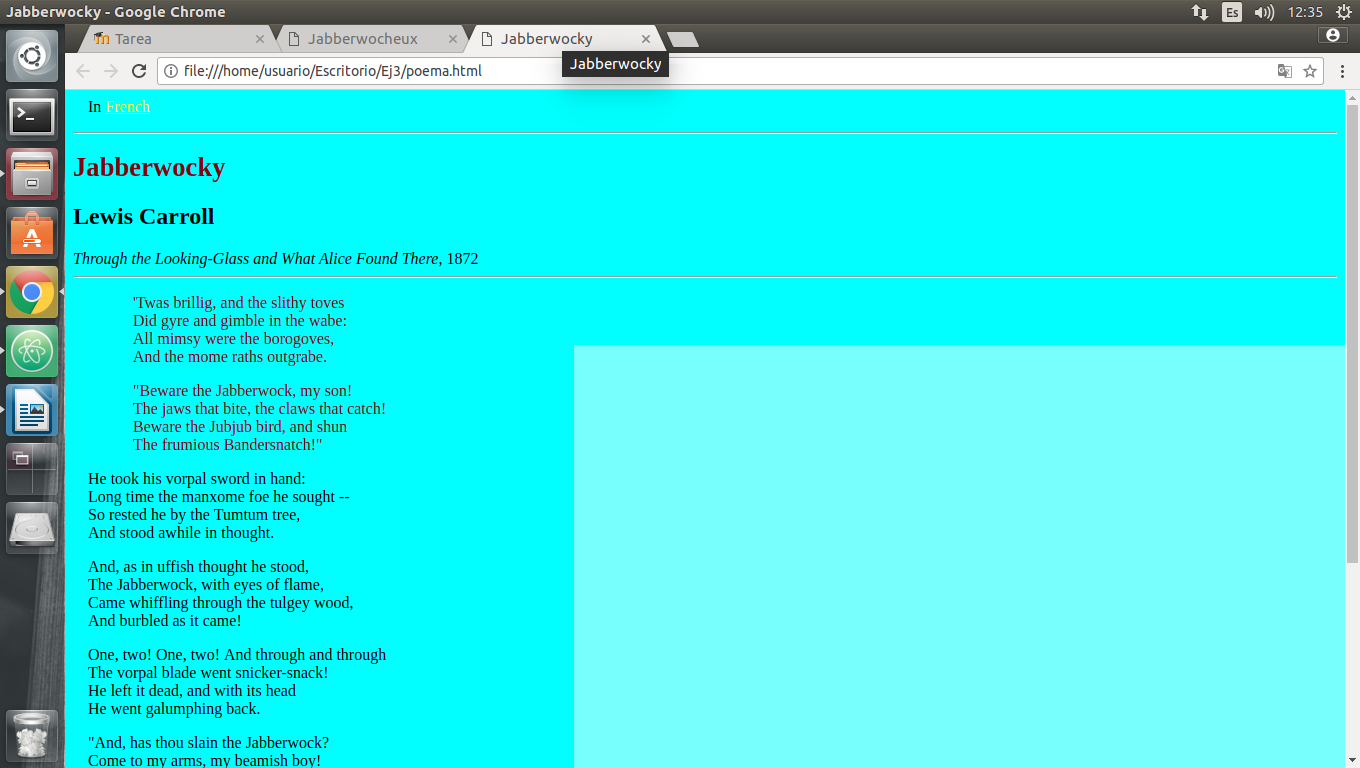 Jabberwocky - Google Chrome
Es
12:35
Tarea
Jabberwocheux
Jabberwocky
file:///home/usuario/Escritorio/Ej3/poema.html
Jabberwocky
In French
Jabberwocky
Lewis Carroll
Through the Looking-Glass and What Alice Found There, 1872
'Twas brillig, and the slithy toves
Did gyre and gimble in the wabe:
All mimsy were the borogoves,
And the mome raths outgrabe.
"Beware the Jabberwock, my son!
The jaws that bite, the claws that catch!
Beware the Jubjub bird, and shun
The frumious Bandersnatch!"
He took his vorpal sword in hand:
Long time the manxome foe he sought --
So rested he by the Tumtum tree,
And stood awhile in thought.
And, as in uffish thought he stood,
The Jabberwock, with eyes of flame,
Came whiffling through the tulgey wood,
And burbled as it came!
One, two! One, two! And through and through
The vorpal blade went snicker-snack!
He left it dead, and with its head
He went galumphing back.
"And, has thou slain the Jabberwock?
Come to my arms, my beamish boy!